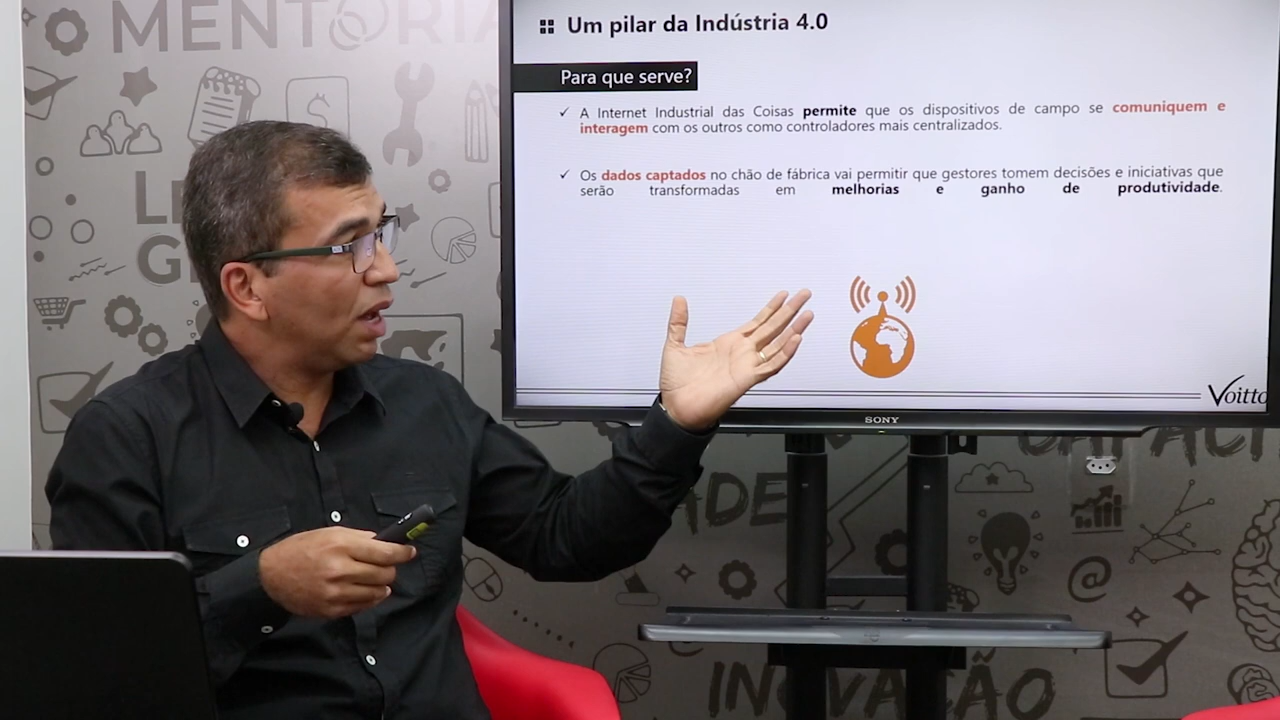 MENTORIA
Um pilar da Indústria 4.0
Para que serve?
✓ A Internet Industrial das Coisas permite que os dispositivos de campo se comuniquem e
interagem com os outros como controladores mais centralizados.
✓ Os dados captados no chão de fábrica vai permitir que gestores tomem decisões e iniciativas que
serão transformadas em melhorias e ganho de produtividade.
Voitto
SONY
INOVAÇÃO